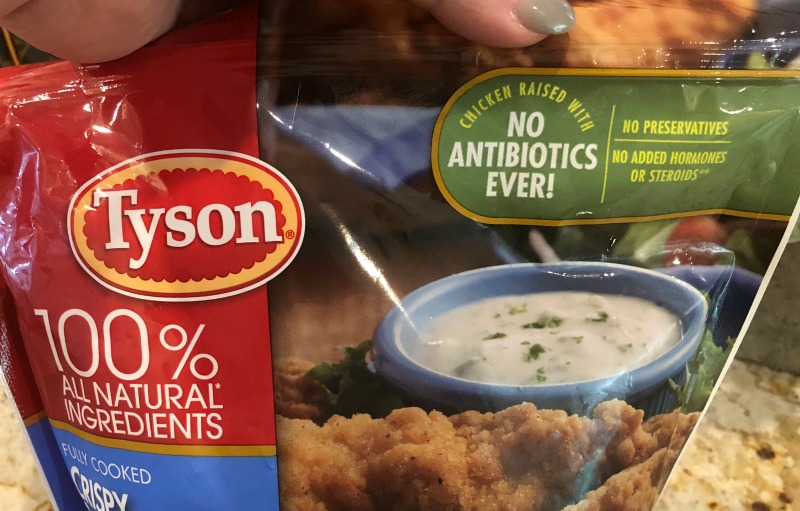 CHICKEN RAISED WITH
NO
ANTIBIOTICS
EVER!
NO PRESERVATIVES
NO ADDED HORMONES
OR STEROIDS**
Tyson®
100%
ALL NATURAL*
INGREDIENTS
FULLY COOKED
CRISPY